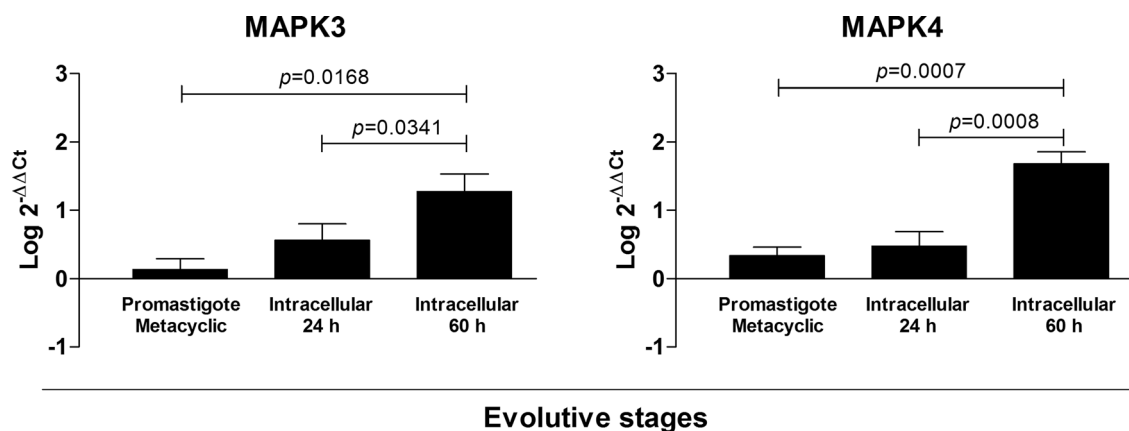 MAPK3
3
2
1
0
-1
Log 2^-ΔΔCt
p=0.0168
p=0.0341
Promastigote
Metacyclic
Intracellular
24 h
Intracellular
60 h
MAPK4
3
2
1
0
-1
Log 2^-ΔΔCt
p=0.0007
p=0.0008
Promastigote
Metacyclic
Intracellular
24 h
Intracellular
60 h
Evolutive stages